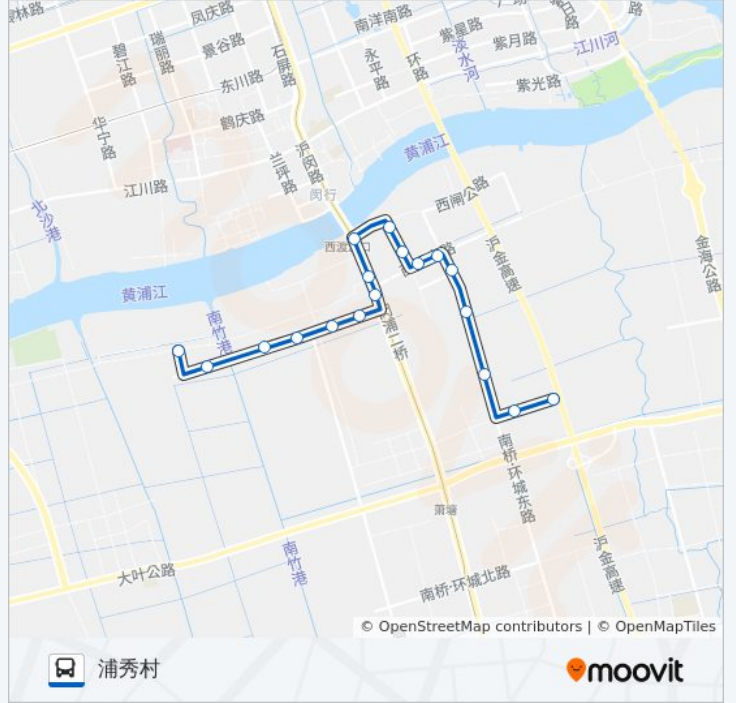 林路
凤庆路
南洋南路
碧江路
瑞丽路
景谷路
石屏路
永平路
环路
紫星路
淡水河
紫月路
江川河
路
东川路
紫光路
华宁路
鹤庆路
沪闵路
兰坪路
黄浦江
江川路
闵行
西闸公路
北沙港
西渡
口
路
沪金高速
金海公路
黄浦江
南竹港
浦二桥
南桥·环城东路
萧塘
沪金高速
南竹港
大叶公路
南桥·环城北路
© OpenStreetMap contributors | © OpenMapTiles
浦秀村
moovit